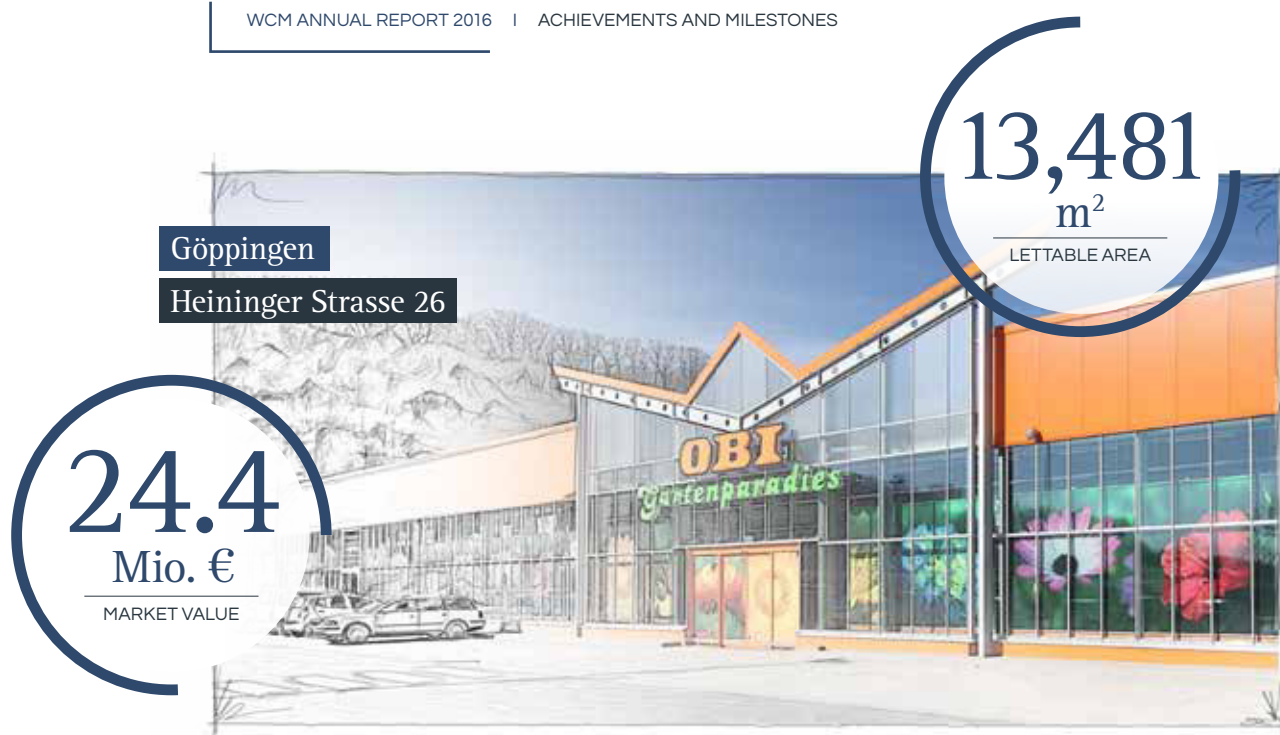 WCM ANNUAL REPORT 2016 I ACHIEVEMENTS AND MILESTONES
13,481
m²
LETTABLE AREA
Göppingen
Heininger Strasse 26
24.4
Mio. €
MARKET VALUE
OBI
Gartenparadies